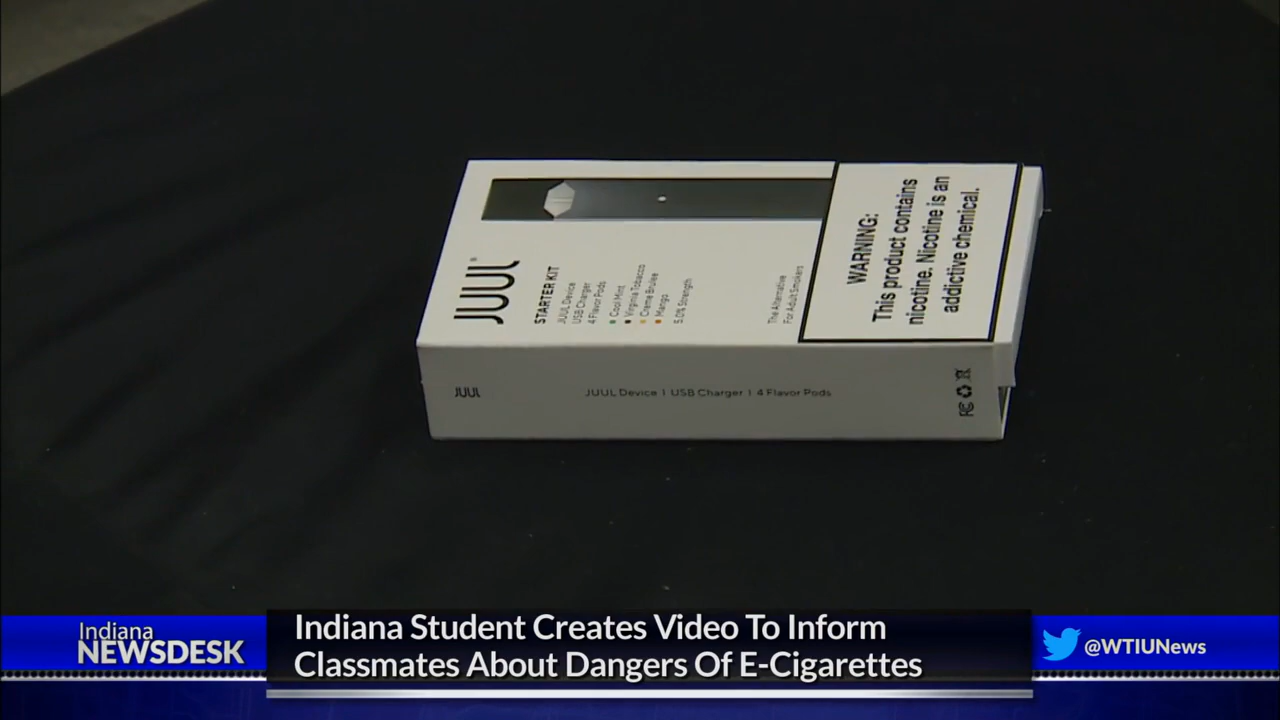 JUUL
STARTER KIT
JUUL Device
USB Charger
4 Flavor Pods
Cool Mint
Virginia Tobacco
Creme Brulee
Mango
5.0% Strength
The Alternative
For Adult Smokers
WARNING:
This product contains
nicotine. Nicotine is an
addictive chemical.
JUUL
JUUL Device | USB Charger | 4 Flavor Pods
FC
Indiana
NEWSDESK
Indiana Student Creates Video To Inform
Classmates About Dangers Of E-Cigarettes
@WTIUNews